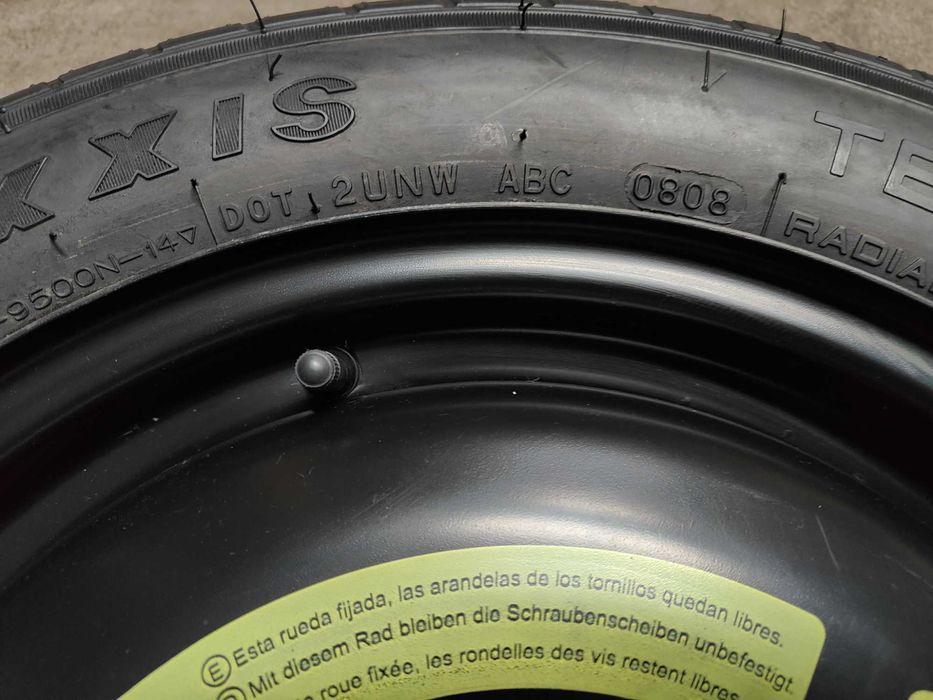 XXIS
TE
-9500N-14▽
DOT 2UNW ABC 0808
RADIA
E Esta rueda fijada, las arandelas de los tornillos quedan libres.
Mit diesem Rad bleiben die Schraubenscheiben unbefestigt.
roue fixée, les rondelles des vis restent libres